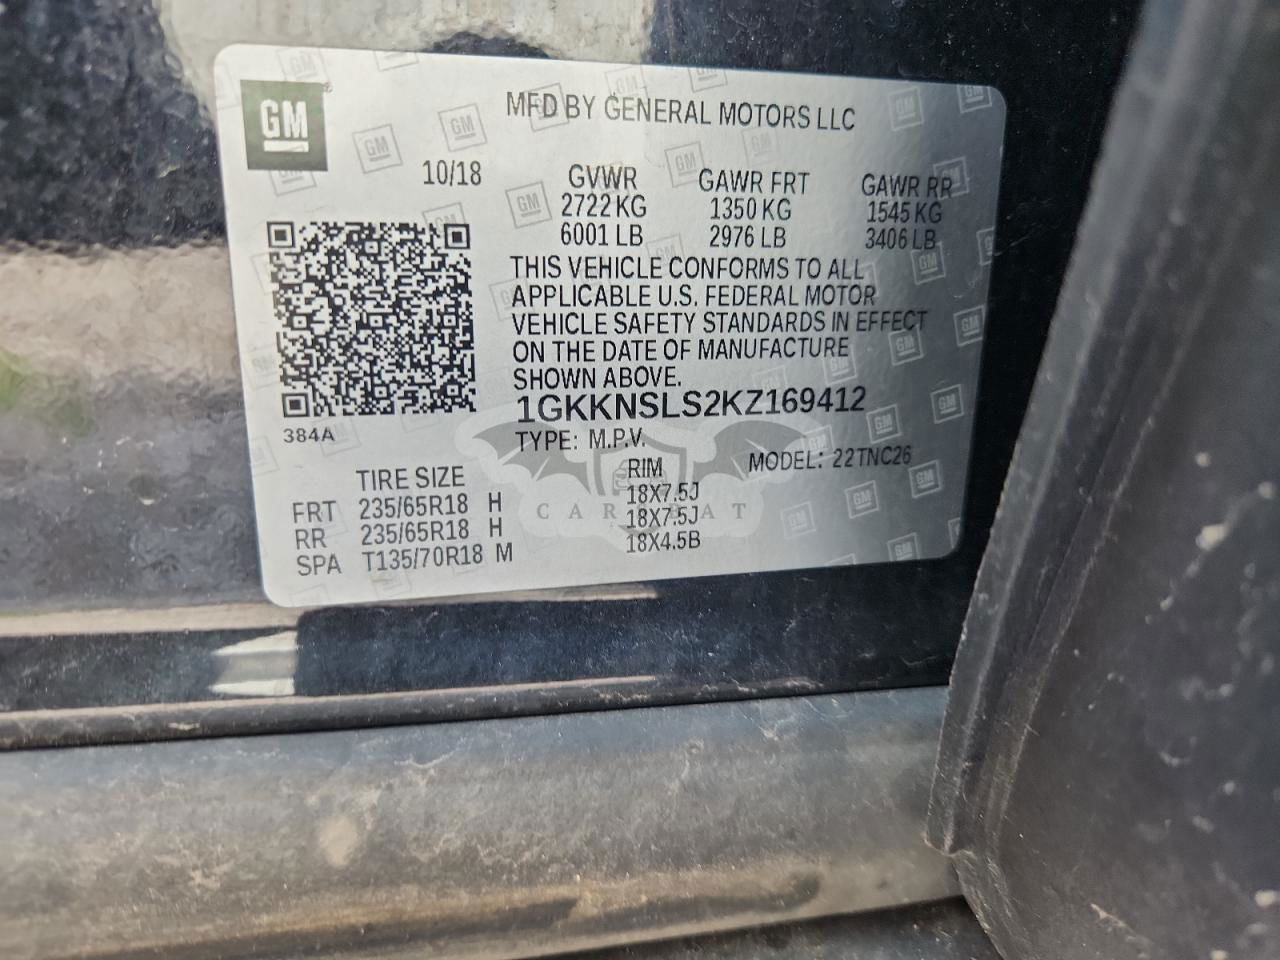 GM
MFD BY GENERAL MOTORS LLC
10/18
GVWR GAWR FRT GAWR RR
2722 KG 1350 KG 1545 KG
6001 LB 2976 LB 3406 LB
THIS VEHICLE CONFORMS TO ALL
APPLICABLE U.S. FEDERAL MOTOR
VEHICLE SAFETY STANDARDS IN EFFECT
ON THE DATE OF MANUFACTURE
SHOWN ABOVE.
1GKKNSLS2KZ169412
384A
TYPE: M.P.V. MODEL: 22TNC26
TIRE SIZE RIM
FRT 235/65R18 H 18X7.5J
RR 235/65R18 H 18X7.5J
SPA T135/70R18 M 18X4.5B
CARSBAT